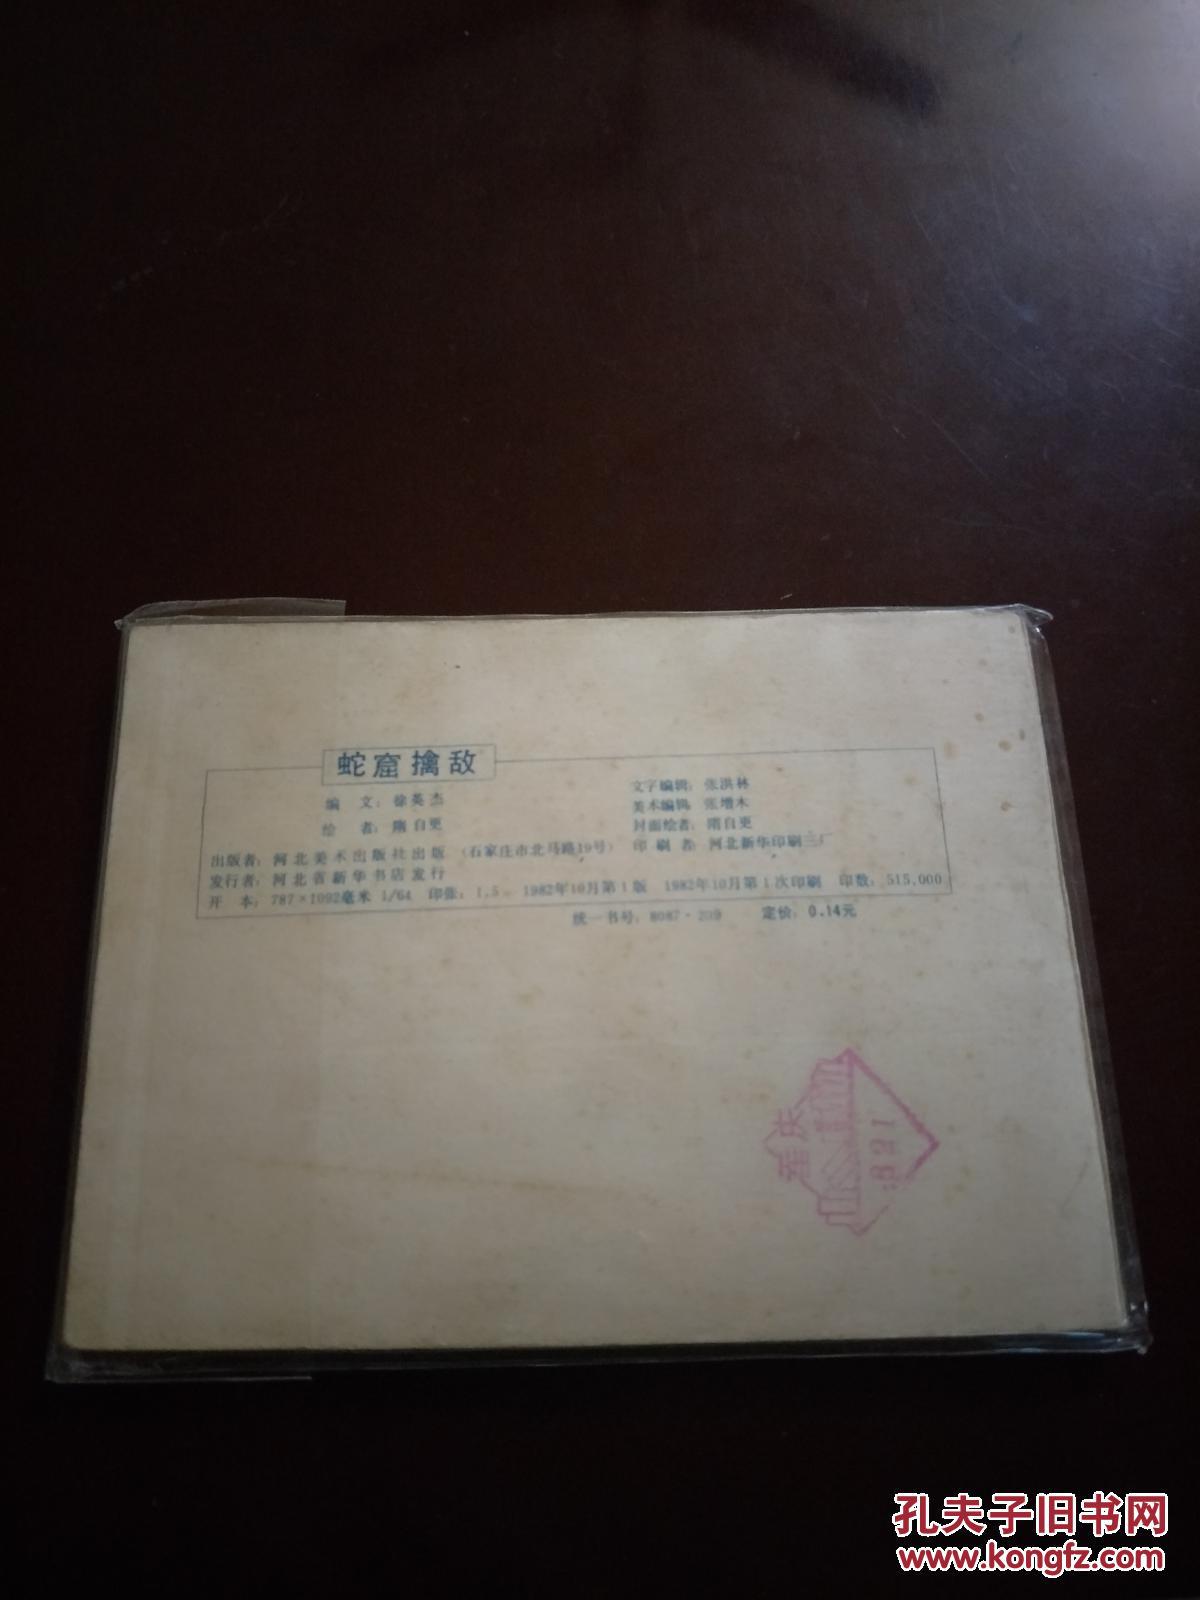 蛇窟擒敌
编 文：徐英杰
文字编辑：张洪林
绘 者：隋自更
美术编辑 张增木
封面绘者：隋自更
出版者：河北美术出版社出版 （石家庄市北马路19号） 印刷者：河北新华印刷三厂
发行者：河北省新华书店发行
开 本：787×1092毫米 1/64 印张：1.5 1982年10月第1版 1982年10月第1次印刷 印数：515,000
统一书号：8087·209 定价：0.14元
重庆
821
孔夫子旧书网
www.kongfz.com